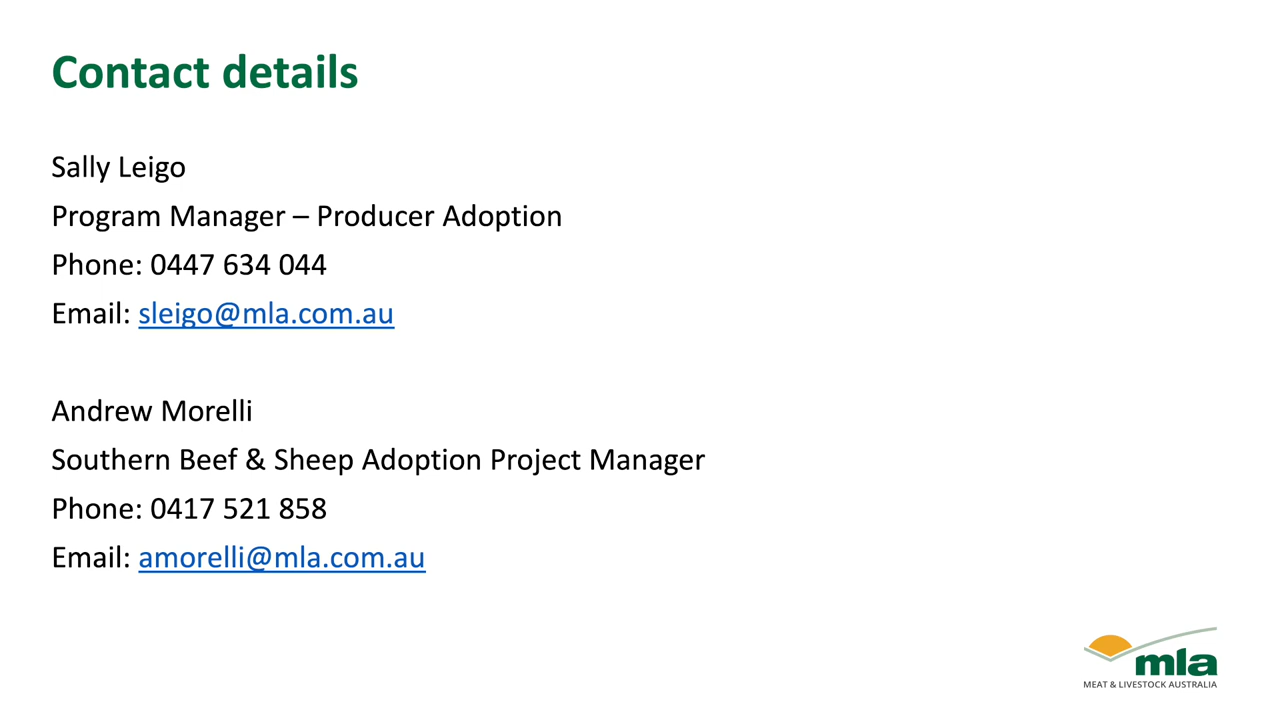 Contact details
Sally Leigo
Program Manager – Producer Adoption
Phone: 0447 634 044
Email: sleigo@mla.com.au
Andrew Morelli
Southern Beef & Sheep Adoption Project Manager
Phone: 0417 521 858
Email: amorelli@mla.com.au
mla
MEAT & LIVESTOCK AUSTRALIA